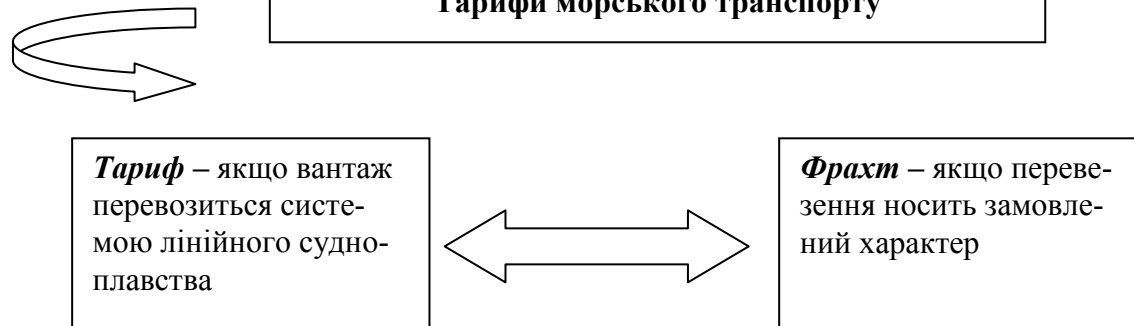 Тарифи морського транспорту
Тариф – якщо вантаж
перевозиться систе-
мою лінійного судно-
плавства
Фрахт – якщо переве-
зення носить замовле-
ний характер